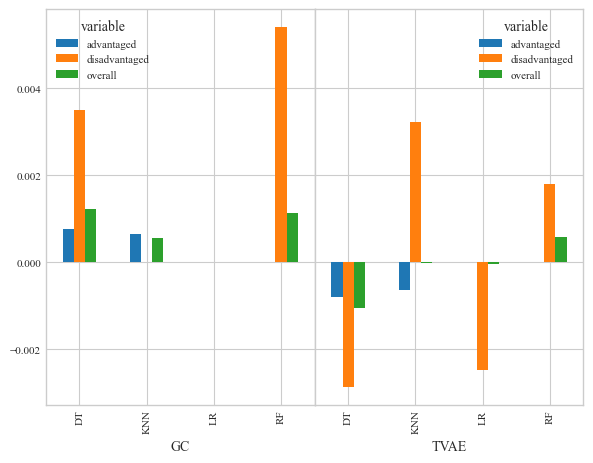 variable
advantaged
disadvantaged
overall
variable
advantaged
disadvantaged
overall
0.004
0.002
0.000
−0.002
DT
KNN
LR
RF
DT
KNN
LR
RF
GC
TVAE